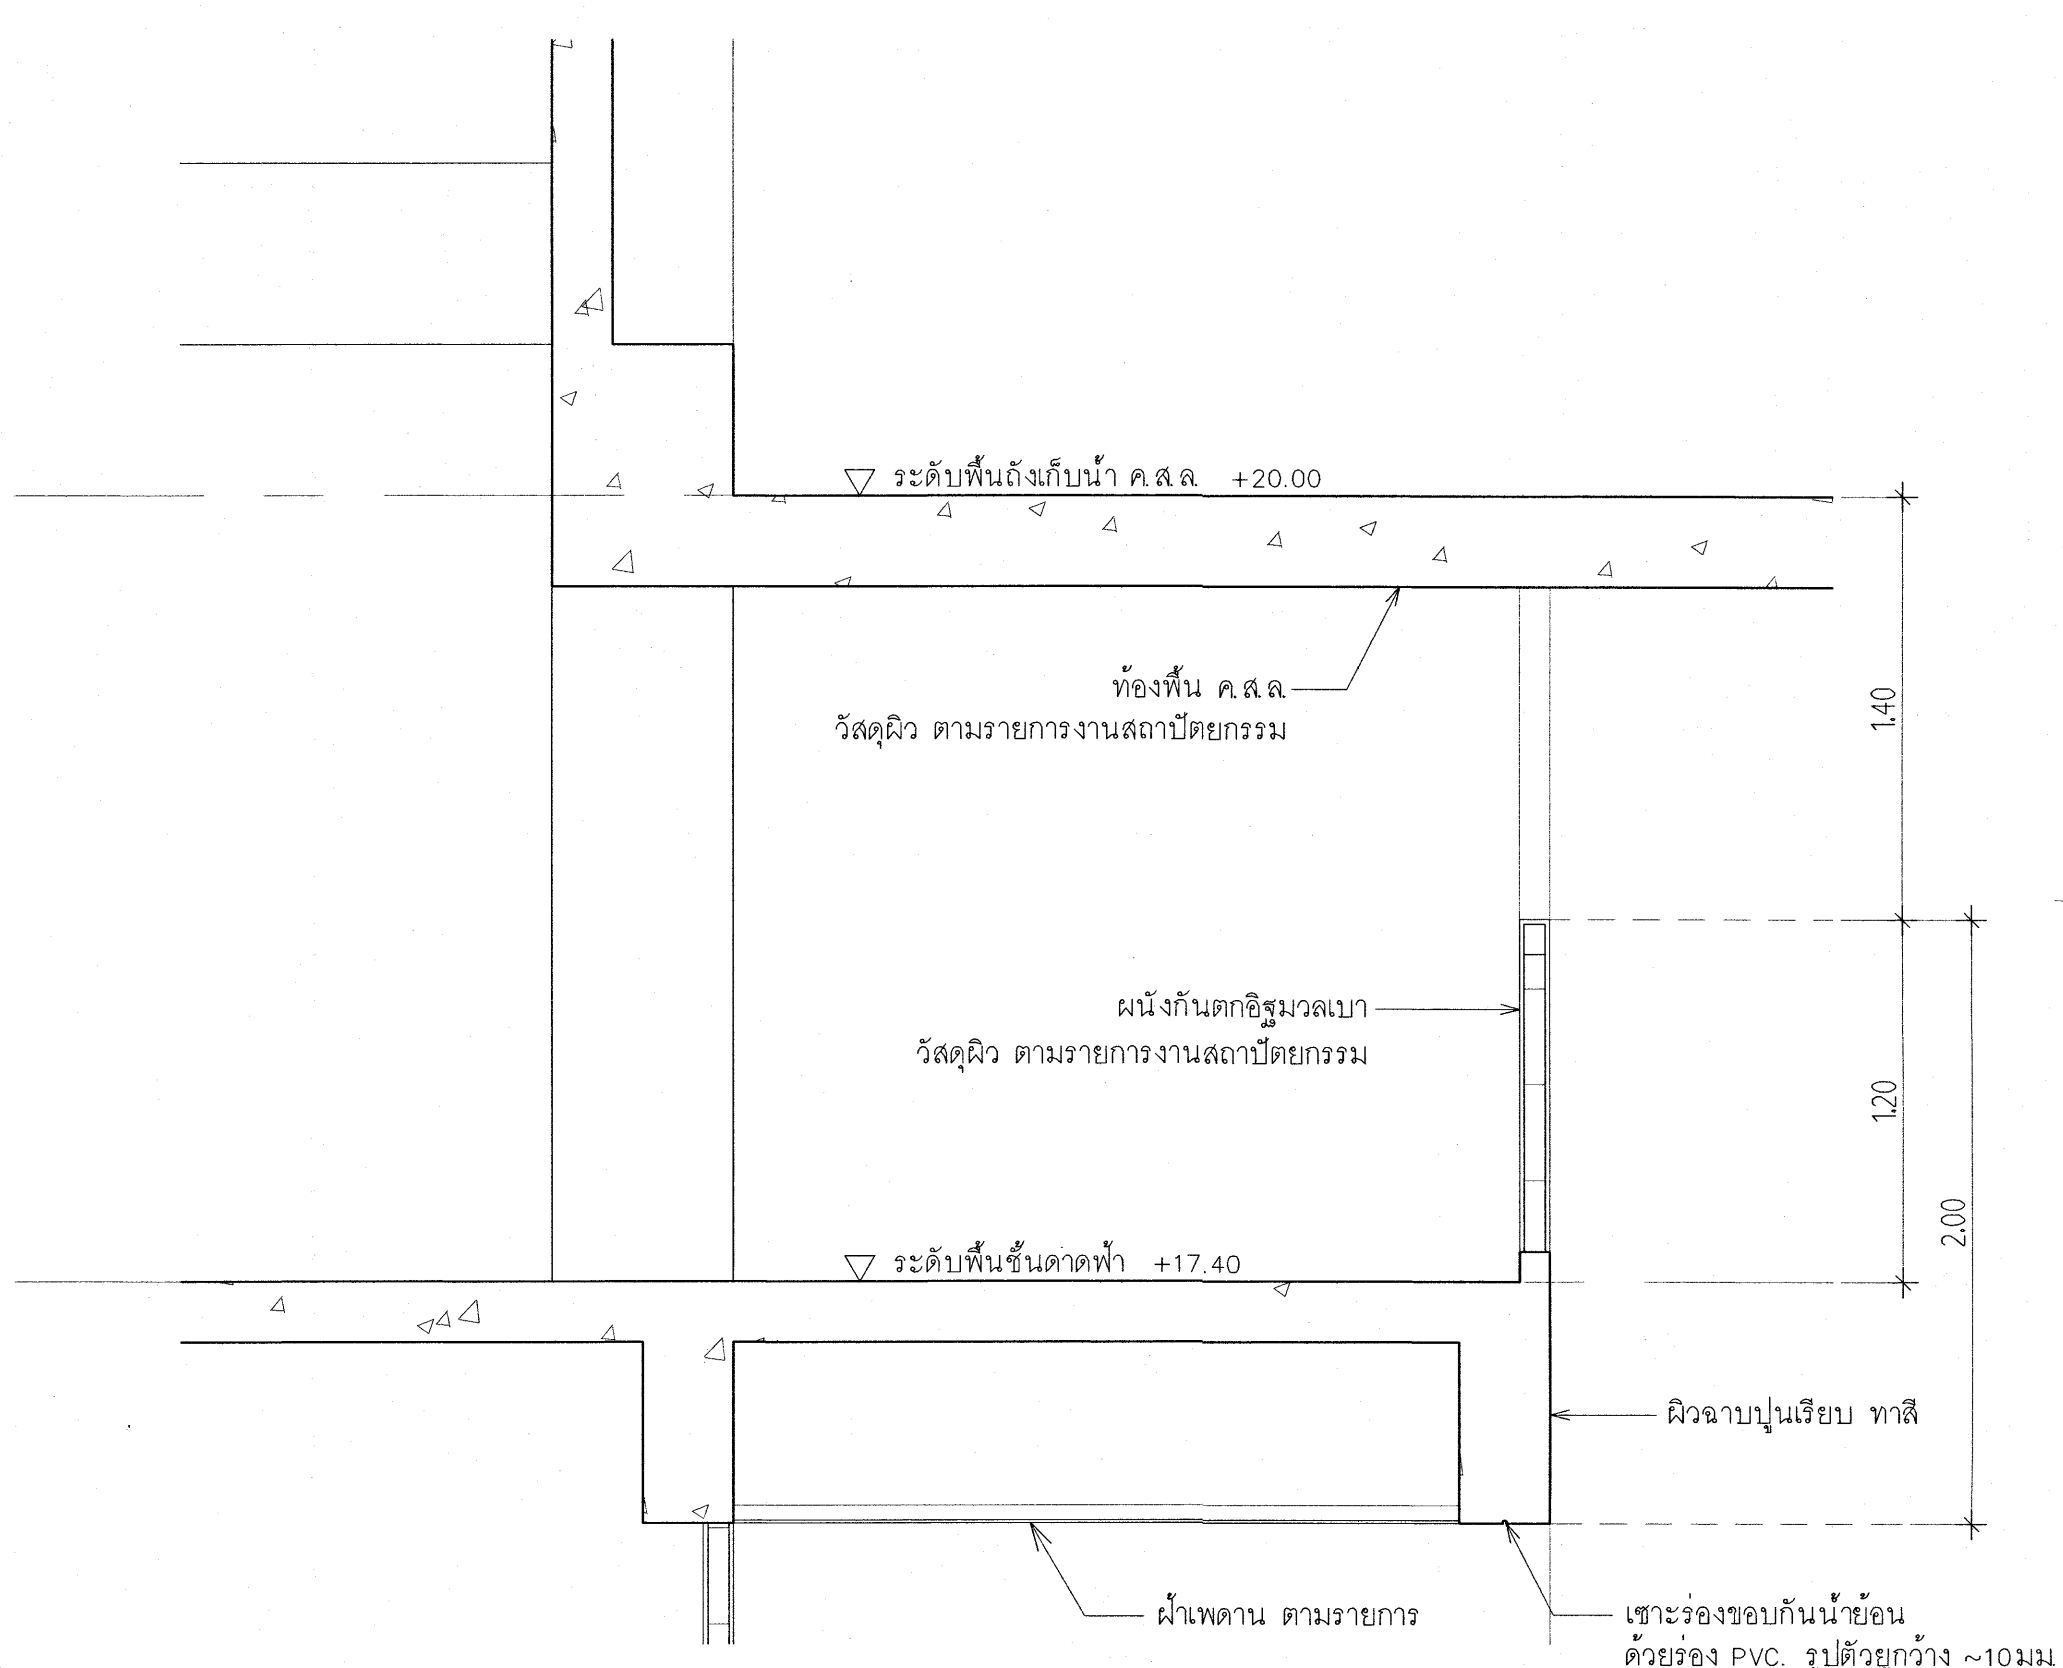 ระดับพื้นถังเก็บน้ำ ค.ส.ล. +20.00
ท้องพื้น ค.ส.ล.
วัสดุผิว ตามรายการงานสถาปัตยกรรม
1.40
ผนังกันตกอิฐมวลเบา
วัสดุผิว ตามรายการงานสถาปัตยกรรม
1.20
2.00
ระดับพื้นชั้นดาดฟ้า +17.40
ผิวฉาบปูนเรียบ ทาสี
ฝ้าเพดาน ตามรายการ
เซาะร่องขอบกันน้ำย้อน
ด้วยร่อง PVC. รูปตัวยูกว้าง ~10มม.